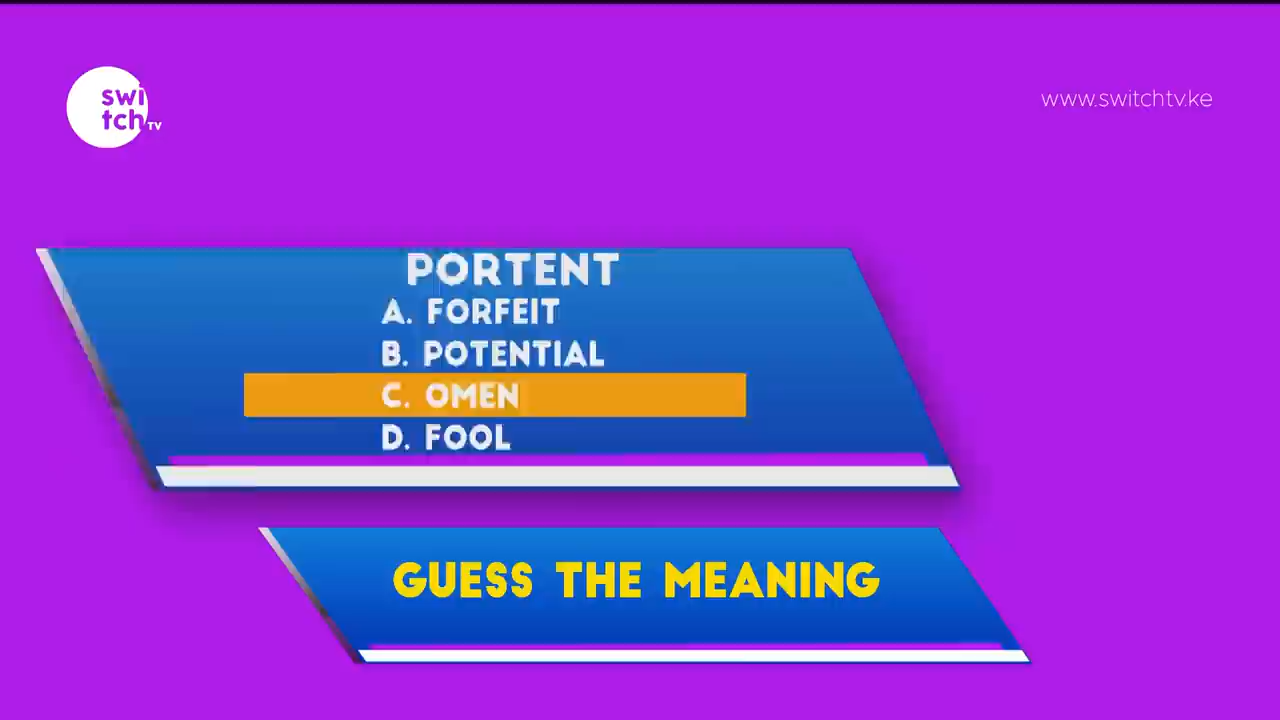 swi
tch TV
www.switchtv.ke
PORTENT
A. FORFEIT
B. POTENTIAL
C. OMEN
D. FOOL
GUESS THE MEANING